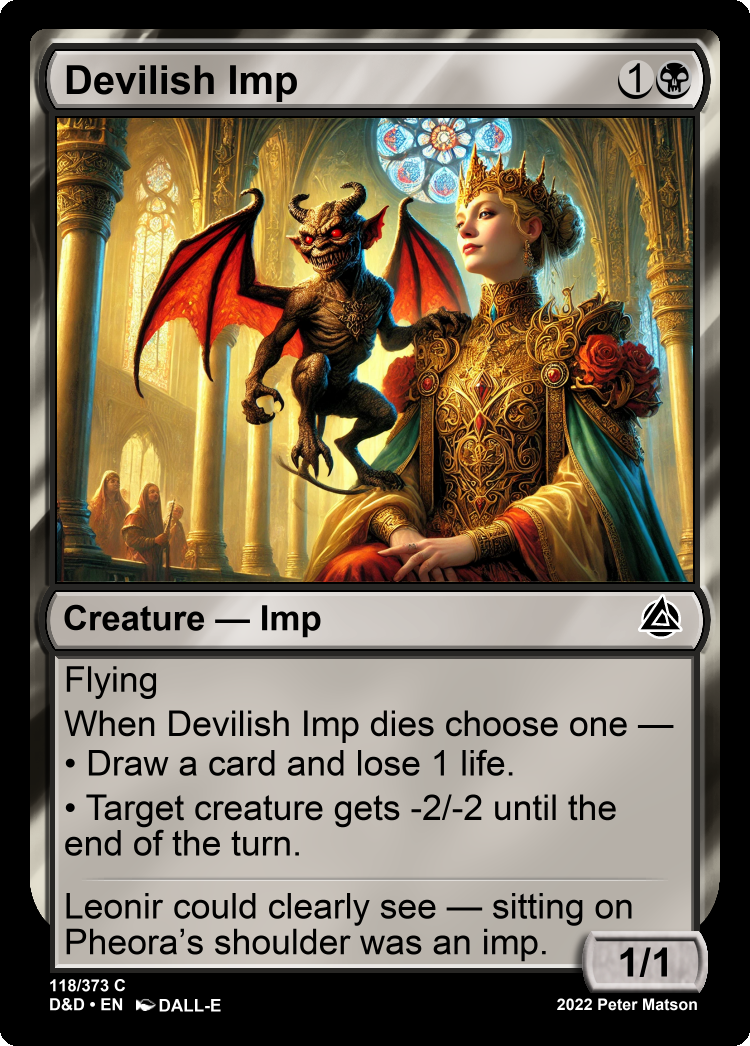 Devilish Imp 1
Creature — Imp
Flying
When Devilish Imp dies choose one —
• Draw a card and lose 1 life.
• Target creature gets -2/-2 until the
end of the turn.
Leonir could clearly see — sitting on
Pheora’s shoulder was an imp.
1/1
118/373 C
D&D • EN DALL-E
2022 Peter Matson